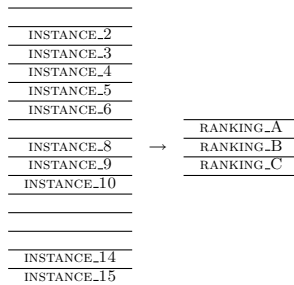 INSTANCE_2
INSTANCE_3
INSTANCE_4
INSTANCE_5
INSTANCE_6
INSTANCE_8
INSTANCE_9
INSTANCE_10
INSTANCE_14
INSTANCE_15
→
RANKING_A
RANKING_B
RANKING_C